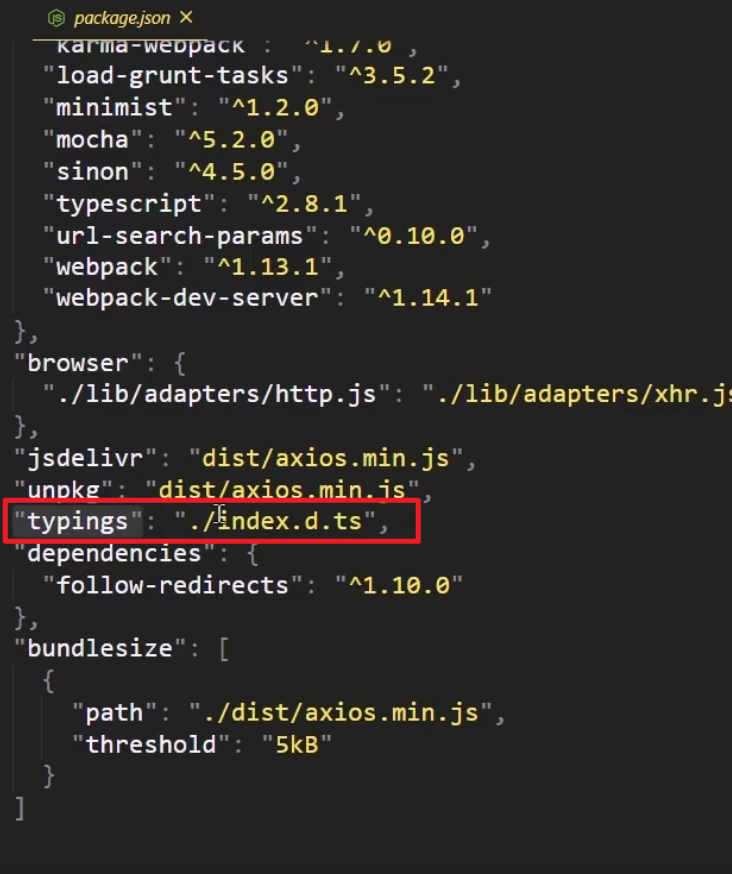 package.json
"karma-webpack": "^1.7.0",
"load-grunt-tasks": "^3.5.2",
"minimist": "^1.2.0",
"mocha": "^5.2.0",
"sinon": "^4.5.0",
"typescript": "^2.8.1",
"url-search-params": "^0.10.0",
"webpack": "^1.13.1",
"webpack-dev-server": "^1.14.1"
},
"browser": {
"./lib/adapters/http.js": "./lib/adapters/xhr.js
},
"jsdelivr": "dist/axios.min.js",
"unpkg": "dist/axios.min.js",
"typings": "./index.d.ts",
"dependencies": {
"follow-redirects": "^1.10.0"
},
"bundlesize": [
{
"path": "./dist/axios.min.js",
"threshold": "5kB"
}
]